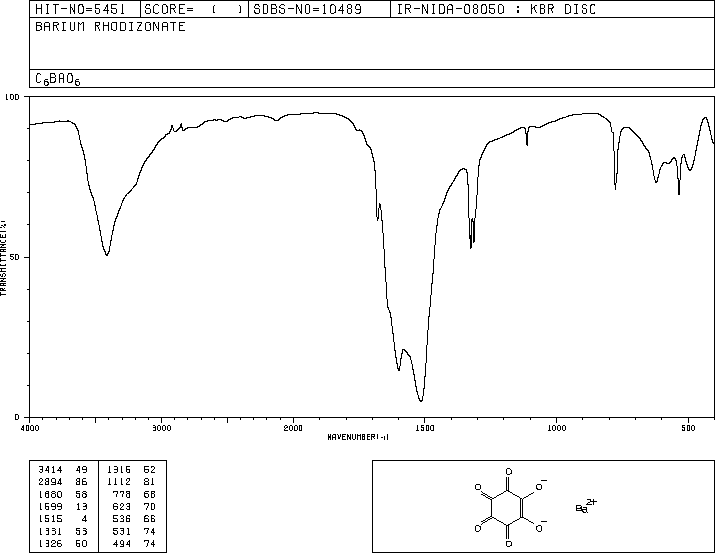 HIT-NO=5451 SCORE= ( ) SDBS-NO=10489 IR-NIDA-08050 : KBR DISC
BARIUM RHODIZONATE
C6BAO6
100
50
0
TRANSMITTANCE(%)
4000 3000 2000 1500 1000 500
WAVENUMBER(-1)
3414 49 1316 52
2894 86 1112 81
1680 58 778 68
1599 13 623 70
1515 4 536 66
1331 53 531 74
1326 50 494 74
O
O O-
O O-
O
Ba2+